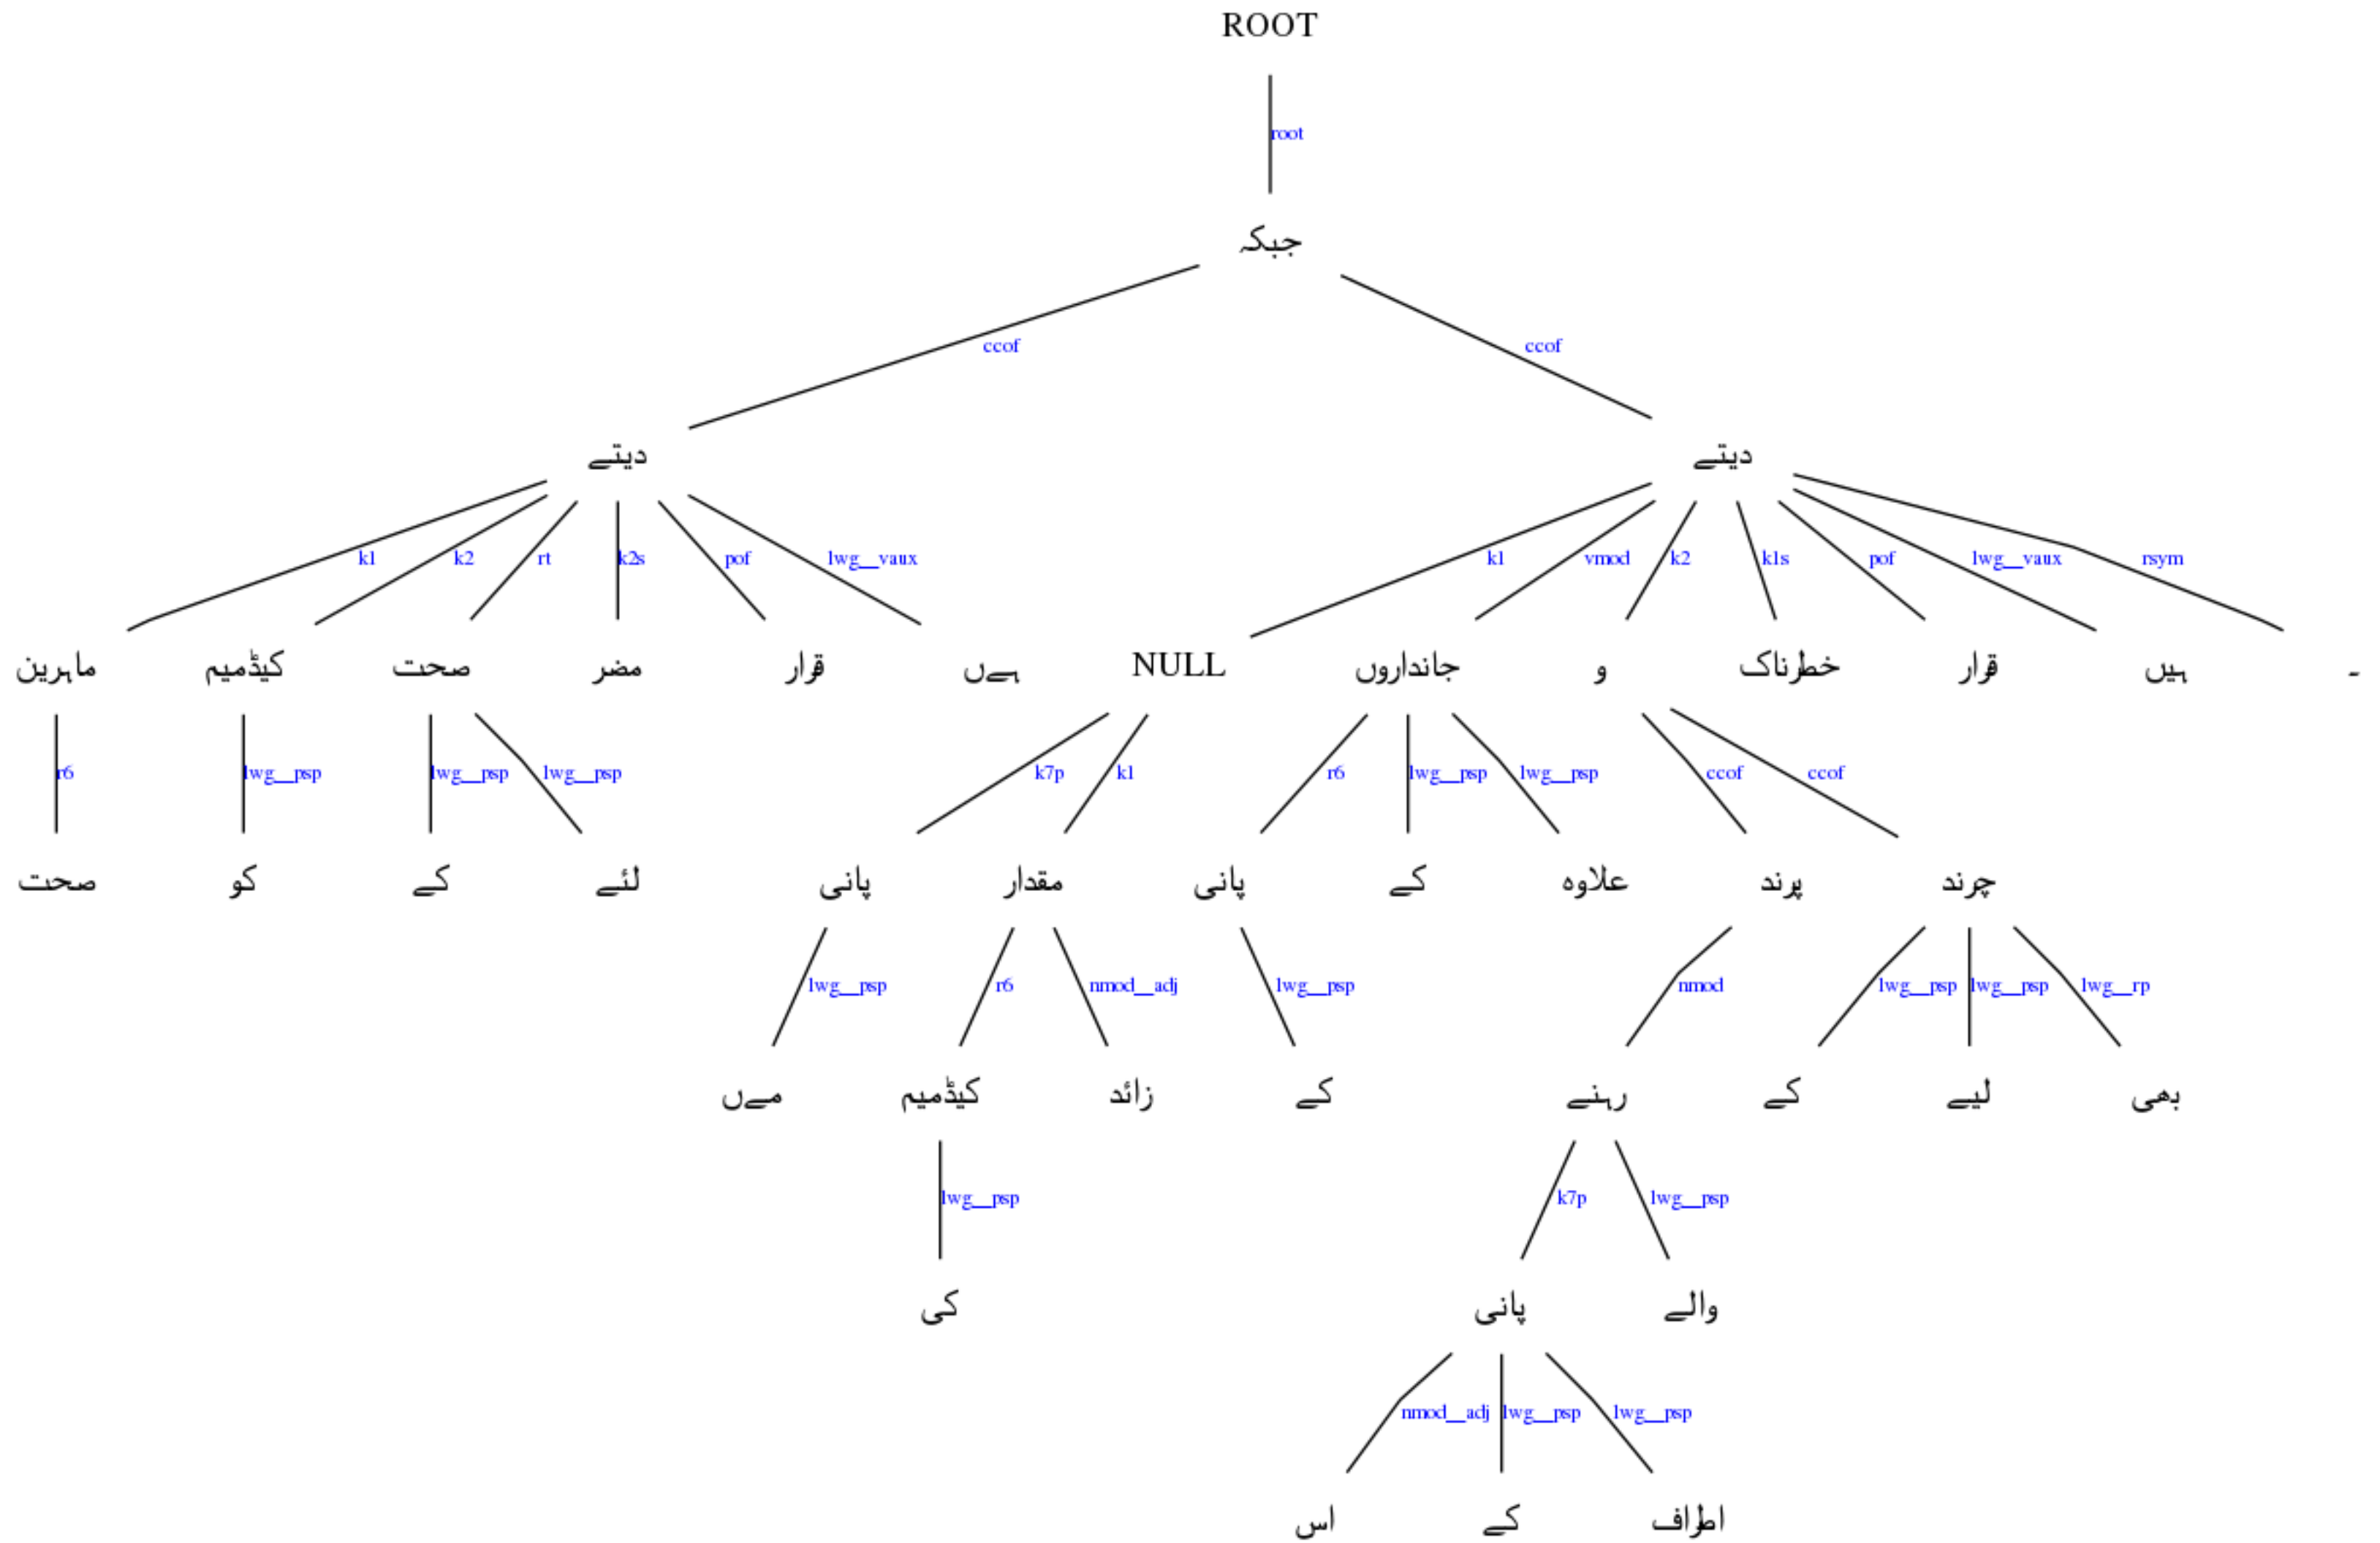 ROOT
root
جبکہ
ccof ccof
دیتے دیتے
k1 k2 rt k2s pof lwg__vaux k1 vmod k2 k1s pof lwg__vaux rsym
ماہرین کیڈمیم صحت مضر قرار ہےں NULL جانداروں و خطرناک قرار ہیں ۔
r6 lwg__psp lwg__psp lwg__psp k7p k1 r6 lwg__psp lwg__psp ccof ccof
صحت کو کے لئے پانی مقدار پانی کے علاوہ پرند چرند
lwg__psp r6 nmod__adj lwg__psp nmod lwg__psp lwg__psp lwg__rp
مےں کیڈمیم زائد کے رہنے کے لیے بھی
lwg__psp k7p lwg__psp
کی پانی والے
nmod__adj lwg__psp lwg__psp
اس کے اطراف